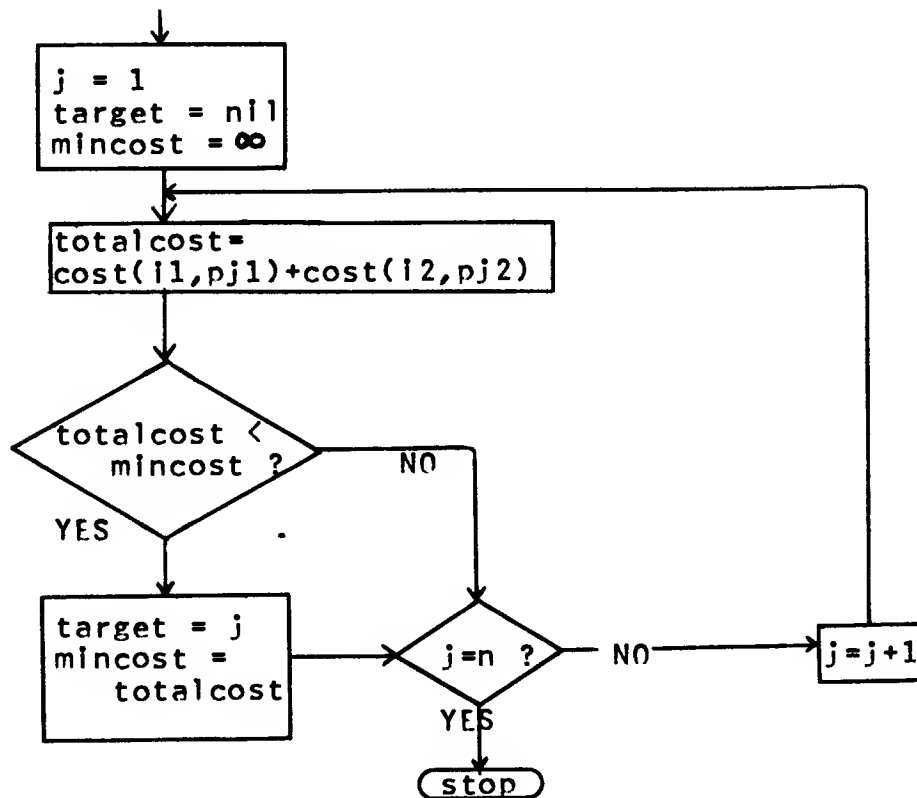 j = 1
target = nil
mincost = ∞
totalcost=
cost(i1,pj1)+cost(i2,pj2)
totalcost <
mincost ?
NO
YES
target = j
mincost =
totalcost
j=n ?
NO
j=j+1
YES
stop